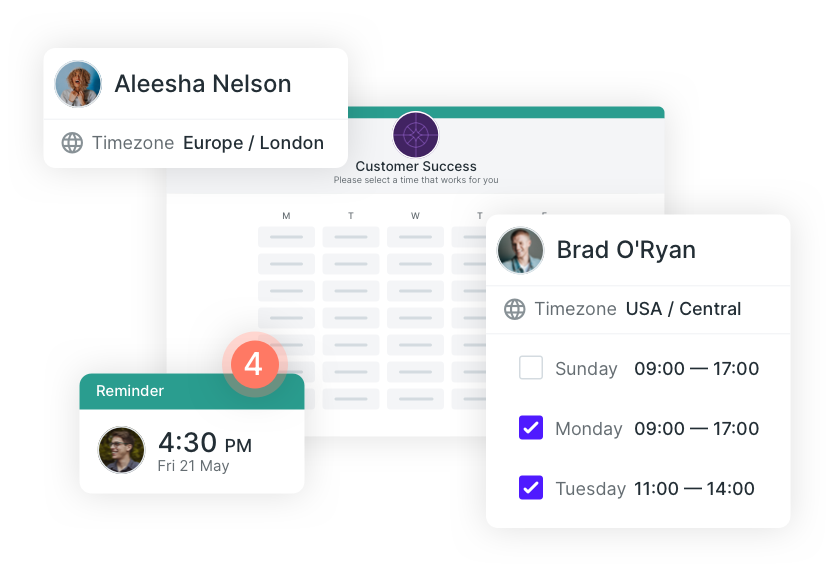 Aleesha Nelson
Timezone Europe / London
Customer Success
Please select a time that works for you
M T W T F
Brad O'Ryan
Timezone USA / Central
Sunday 09:00 — 17:00
Monday 09:00 — 17:00
Tuesday 11:00 — 14:00
4
Reminder
4:30 PM
Fri 21 May